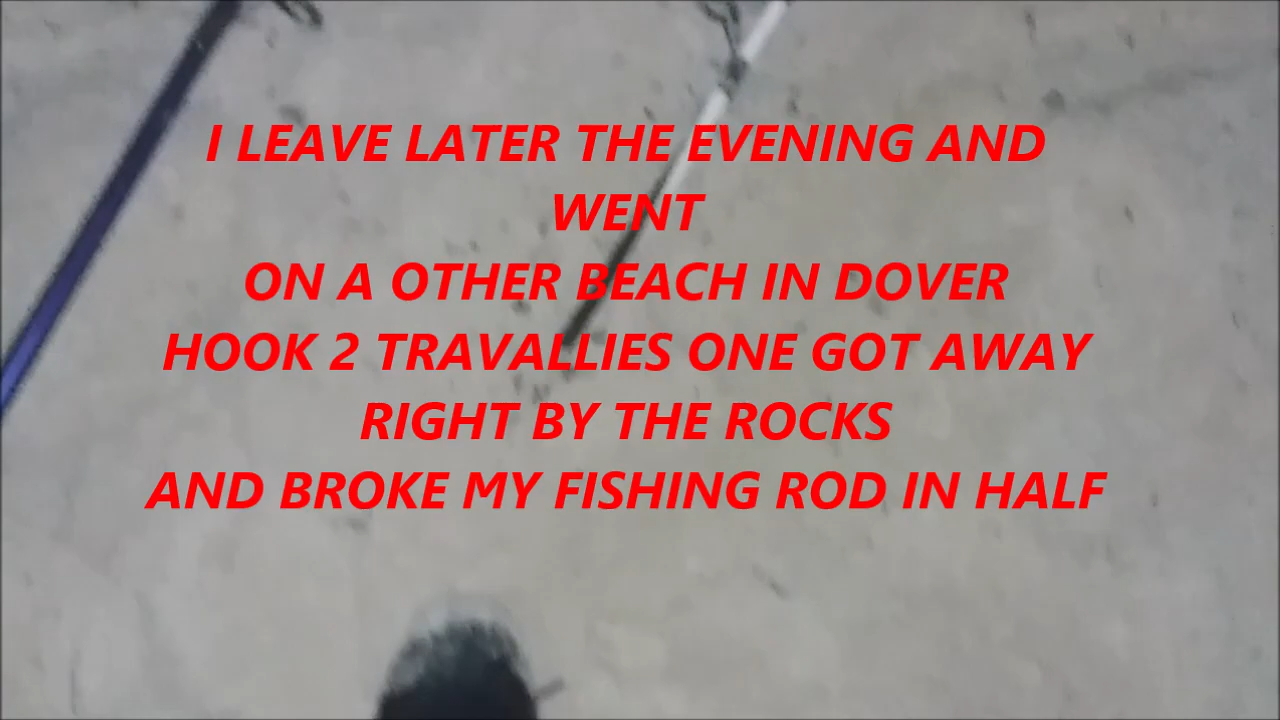 I LEAVE LATER THE EVENING AND
WENT
ON A OTHER BEACH IN DOVER
HOOK 2 TRAVALLIES ONE GOT AWAY
RIGHT BY THE ROCKS
AND BROKE MY FISHING ROD IN HALF